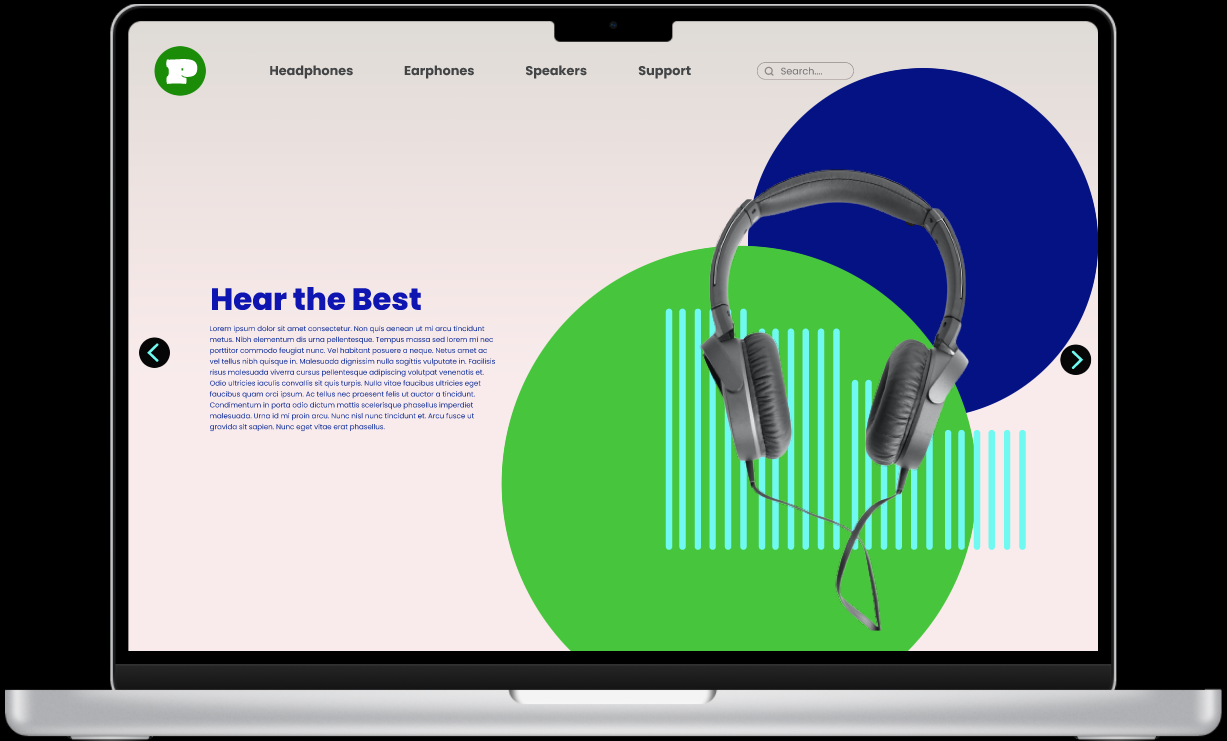 P
Headphones Earphones Speakers Support Search....
Hear the Best
Lorem ipsum dolor sit amet consectetur. Non quis aenean ut mi arcu tincidunt
metus. Nibh elementum dis urna pellentesque. Tempus massa sed lorem mi nec
porttitor commodo feugiat nunc. Vel habitant posuere a neque. Netus amet ac
vel tellus nibh quisque in. Malesuada dignissim nulla sagittis vulputate in. Facilisis
risus malesuada viverra cursus pellentesque adipiscing volutpat venenatis et.
Odio ultricies iaculis convallis sit quis turpis. Nulla vitae faucibus ultricies eget
faucibus quam orci ipsum. Ac tellus nec praesent felis ut auctor a tincidunt.
Condimentum in porta odio dictum mattis scelerisque phasellus imperdiet
malesuada. Urna id mi proin arcu. Nunc nisl nunc tincidunt et. Arcu fusce ut
gravida sit sapien. Nunc eget vitae erat phasellus.